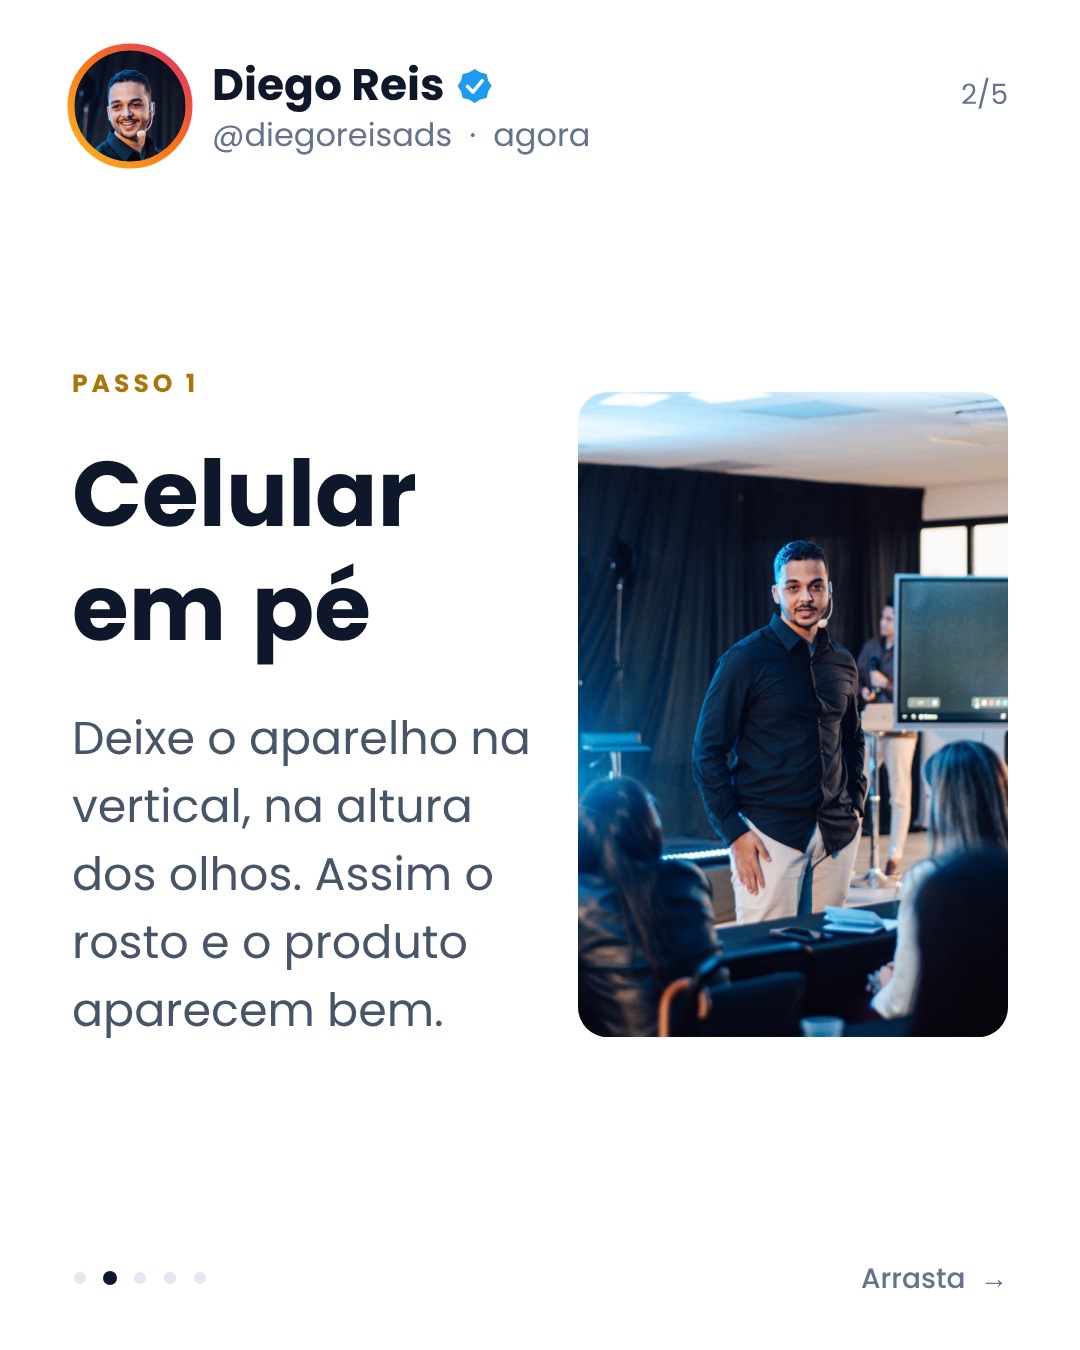 Diego Reis
@diegoreisads · agora
2/5
PASSO 1
Celular
em pé
Deixe o aparelho na
vertical, na altura
dos olhos. Assim o
rosto e o produto
aparecem bem.
Arrasta →